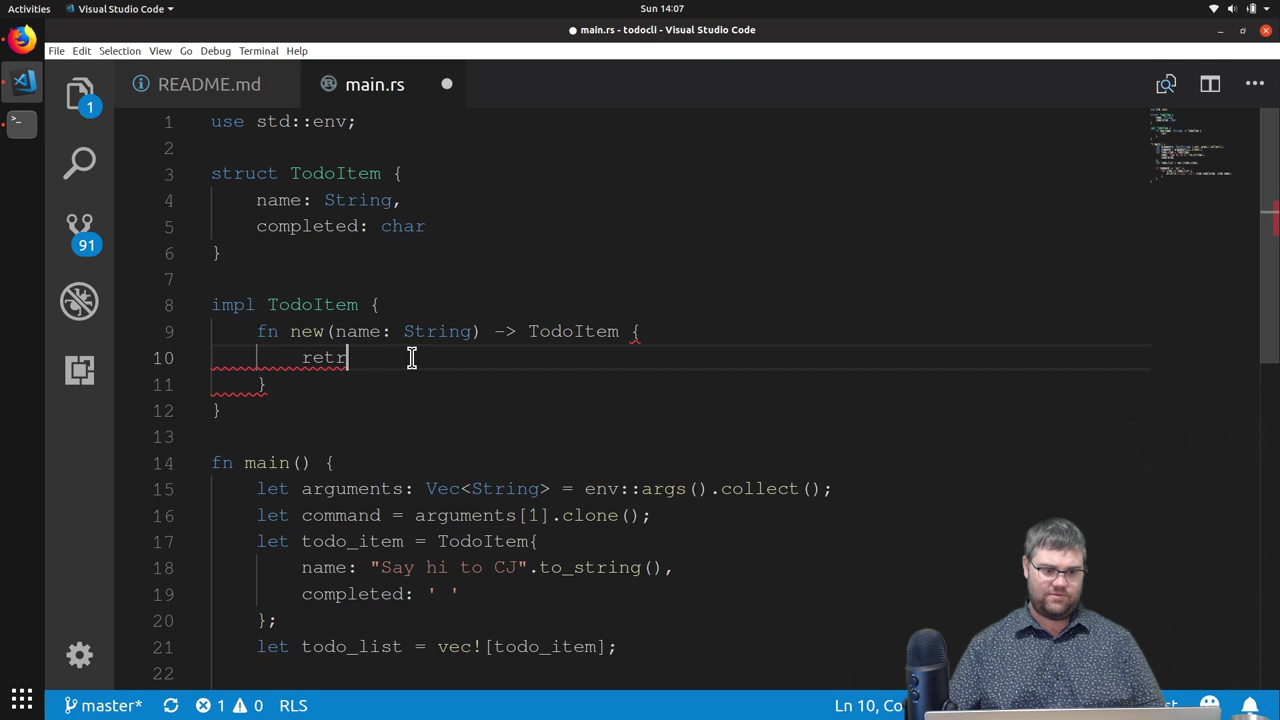 Activities
Visual Studio Code
Sun 14:07
main.rs - todocli - Visual Studio Code
File Edit Selection View Go Debug Terminal Help
1
README.md
main.rs
91
1 use std::env;
2
3 struct TodoItem {
4 name: String,
5 completed: char
6 }
7
8 impl TodoItem {
9 fn new(name: String) -> TodoItem {
10 retr
11 }
12 }
13
14 fn main() {
15 let arguments: Vec<String> = env::args().collect();
16 let command = arguments[1].clone();
17 let todo_item = TodoItem{
18 name: "Say hi to CJ".to_string(),
19 completed: ' '
20 };
21 let todo_list = vec![todo_item];
22
master* 1 0 RLS
Ln 10,